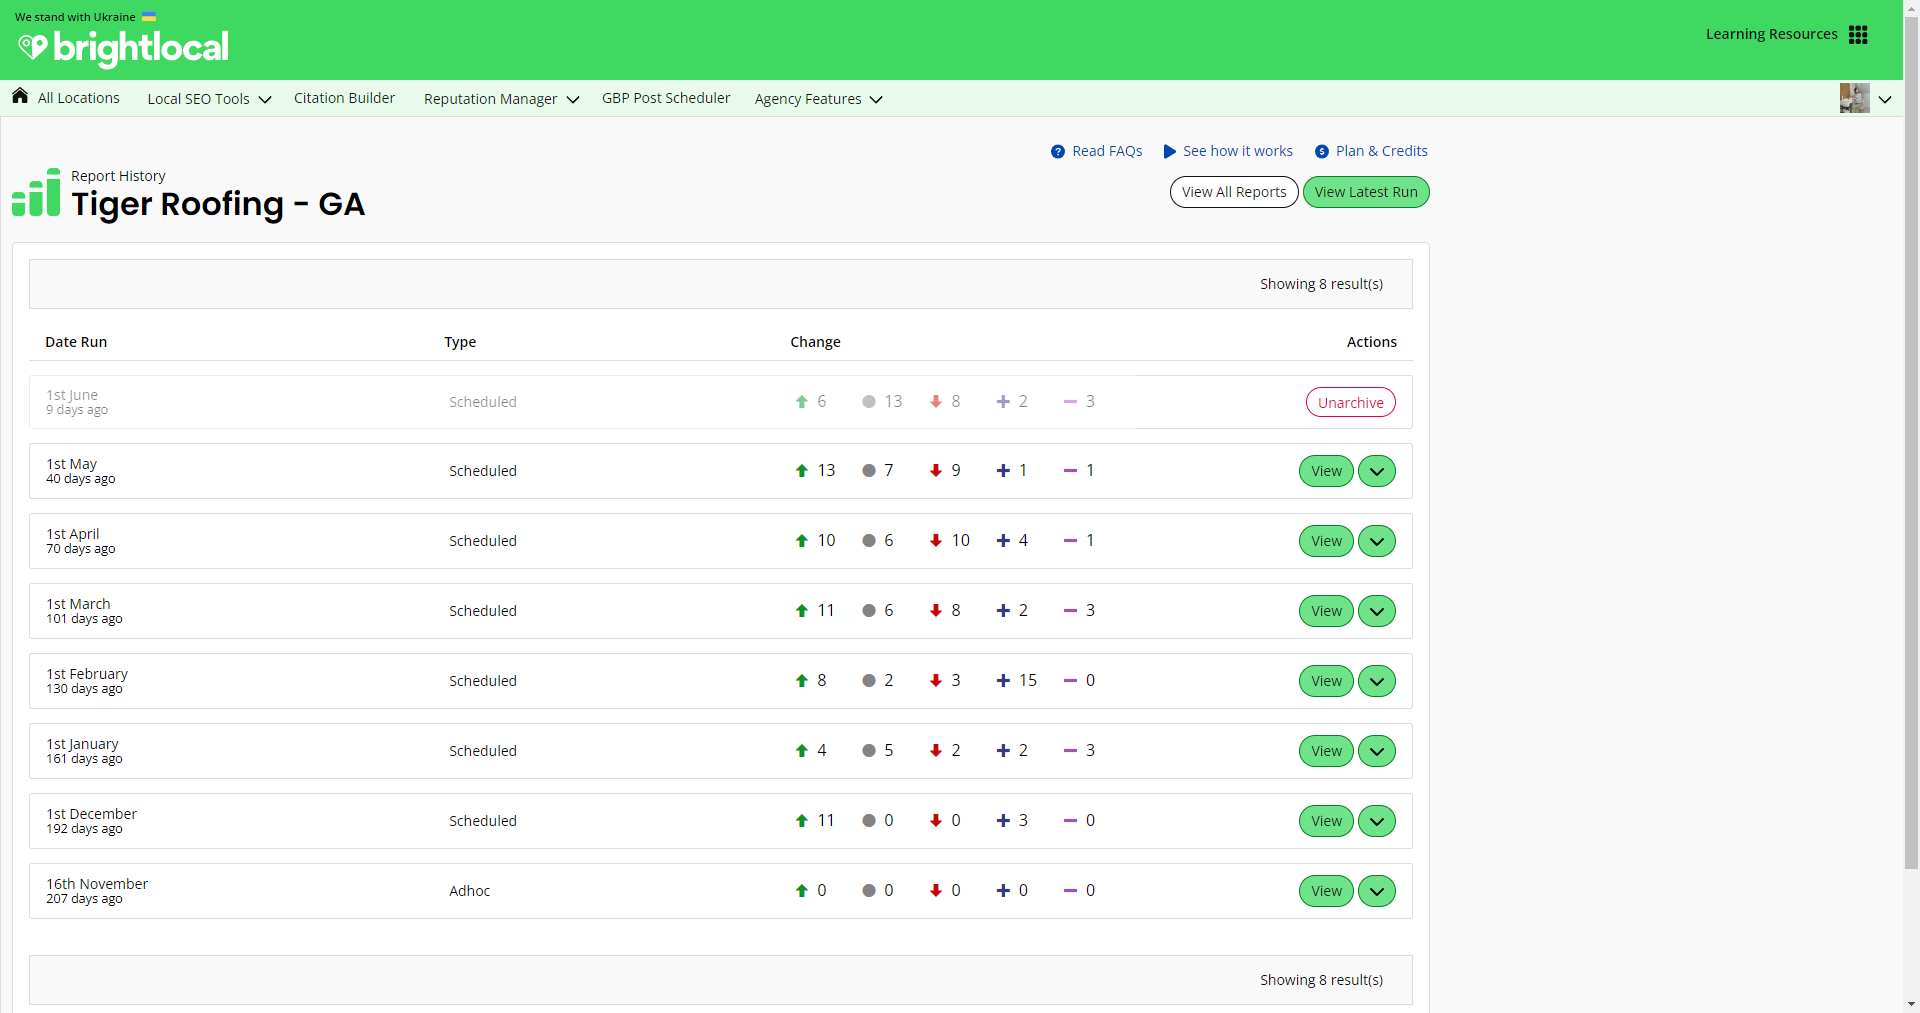 We stand with Ukraine
brightlocal
Learning Resources
All Locations Local SEO Tools Citation Builder Reputation Manager GBP Post Scheduler Agency Features
Read FAQs See how it works Plan & Credits
Report History
Tiger Roofing - GA
View All Reports View Latest Run
Showing 8 result(s)
Date Run Type Change Actions
1st June
9 days ago
Scheduled 6 13 8 2 3 Unarchive
1st May
40 days ago
Scheduled 13 7 9 1 1 View
1st April
70 days ago
Scheduled 10 6 10 4 1 View
1st March
101 days ago
Scheduled 11 6 8 2 3 View
1st February
130 days ago
Scheduled 8 2 3 15 0 View
1st January
161 days ago
Scheduled 4 5 2 2 3 View
1st December
192 days ago
Scheduled 11 0 0 3 0 View
16th November
207 days ago
Adhoc 0 0 0 0 0 View
Showing 8 result(s)